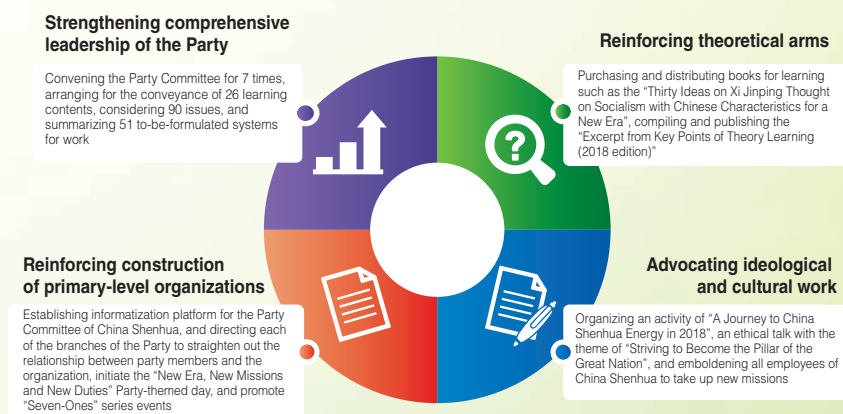 Strengthening comprehensive
leadership of the Party
Convening the Party Committee for 7 times,
arranging for the conveyance of 26 learning
contents, considering 90 issues, and
summarizing 51 to-be-formulated systems
for work
Reinforcing theoretical arms
Purchasing and distributing books for learning
such as the “Thirty Ideas on Xi Jinping Thought
on Socialism with Chinese Characteristics for a
New Era”, compiling and publishing the
“Excerpt from Key Points of Theory Learning
(2018 edition)”
?
Reinforcing construction
of primary-level organizations
Establishing informatization platform for the Party
Committee of China Shenhua, and directing each
of the branches of the Party to straighten out the
relationship between party members and the
organization, initiate the “New Era, New Missions
and New Duties” Party-themed day, and promote
“Seven-Ones” series events
Advocating ideological
and cultural work
Organizing an activity of “A Journey to China
Shenhua Energy in 2018”, an ethical talk with the
theme of “Striving to Become the Pillar of the
Great Nation”, and emboldening all employees of
China Shenhua to take up new missions